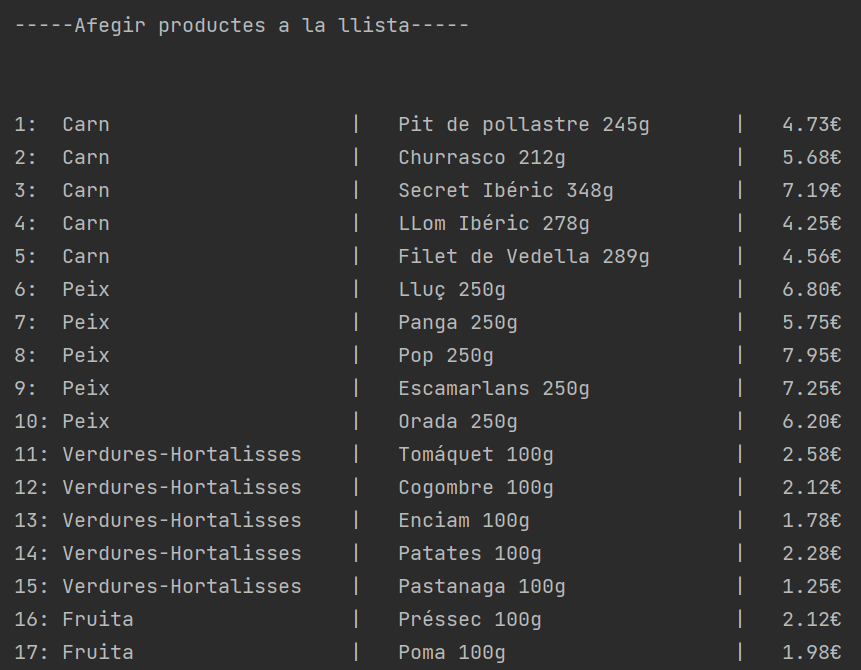 -----Afegir productes a la llista-----
1:  Carn                    |   Pit de pollastre 245g       |   4.73€
2:  Carn                    |   Churrasco 212g              |   5.68€
3:  Carn                    |   Secret Ibéric 348g          |   7.19€
4:  Carn                    |   LLom Ibéric 278g            |   4.25€
5:  Carn                    |   Filet de Vedella 289g       |   4.56€
6:  Peix                    |   Lluç 250g                   |   6.80€
7:  Peix                    |   Panga 250g                  |   5.75€
8:  Peix                    |   Pop 250g                    |   7.95€
9:  Peix                    |   Escamarlans 250g            |   7.25€
10: Peix                    |   Orada 250g                  |   6.20€
11: Verdures-Hortalisses    |   Tomáquet 100g               |   2.58€
12: Verdures-Hortalisses    |   Cogombre 100g               |   2.12€
13: Verdures-Hortalisses    |   Enciam 100g                 |   1.78€
14: Verdures-Hortalisses    |   Patates 100g                |   2.28€
15: Verdures-Hortalisses    |   Pastanaga 100g              |   1.25€
16: Fruita                  |   Préssec 100g                |   2.12€
17: Fruita                  |   Poma 100g                   |   1.98€